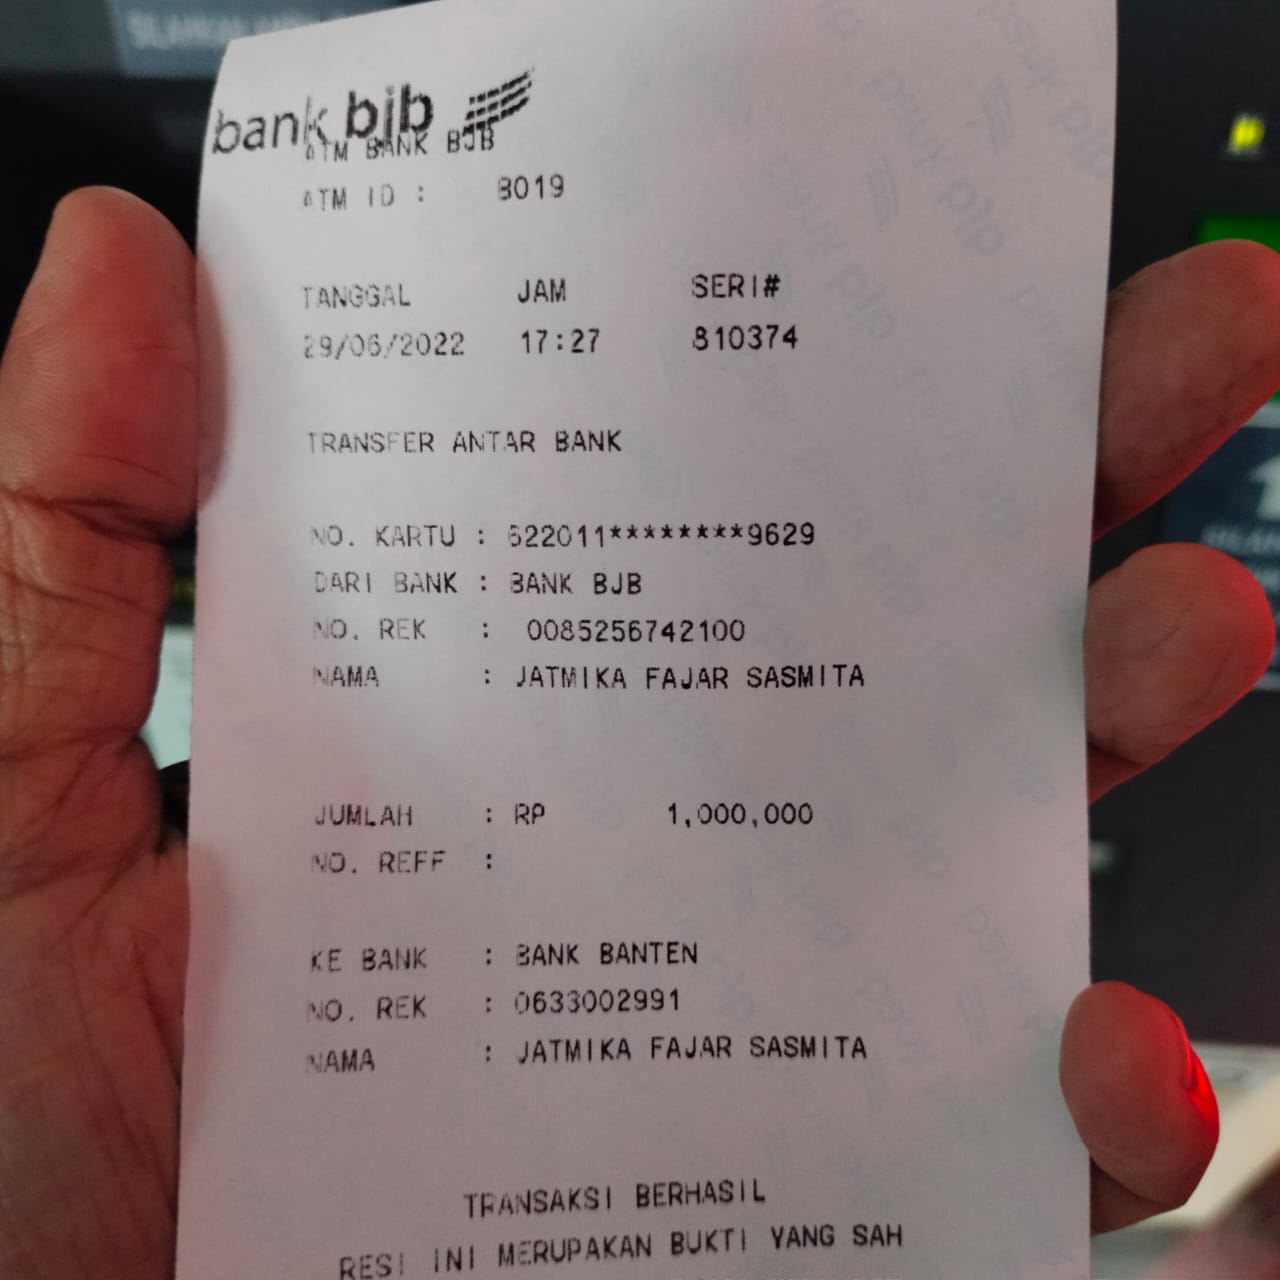 bank bjb
ATM BANK BJB
ATM ID : B019
TANGGAL JAM SERI#
29/06/2022 17:27 810374
TRANSFER ANTAR BANK
NO. KARTU : 622011********9629
DARI BANK : BANK BJB
NO. REK : 0085256742100
NAMA : JATMIKA FAJAR SASMITA
JUMLAH : RP 1,000,000
NO. REFF :
KE BANK : BANK BANTEN
NO. REK : 0633002991
NAMA : JATMIKA FAJAR SASMITA
TRANSAKSI BERHASIL
RESI INI MERUPAKAN BUKTI YANG SAH